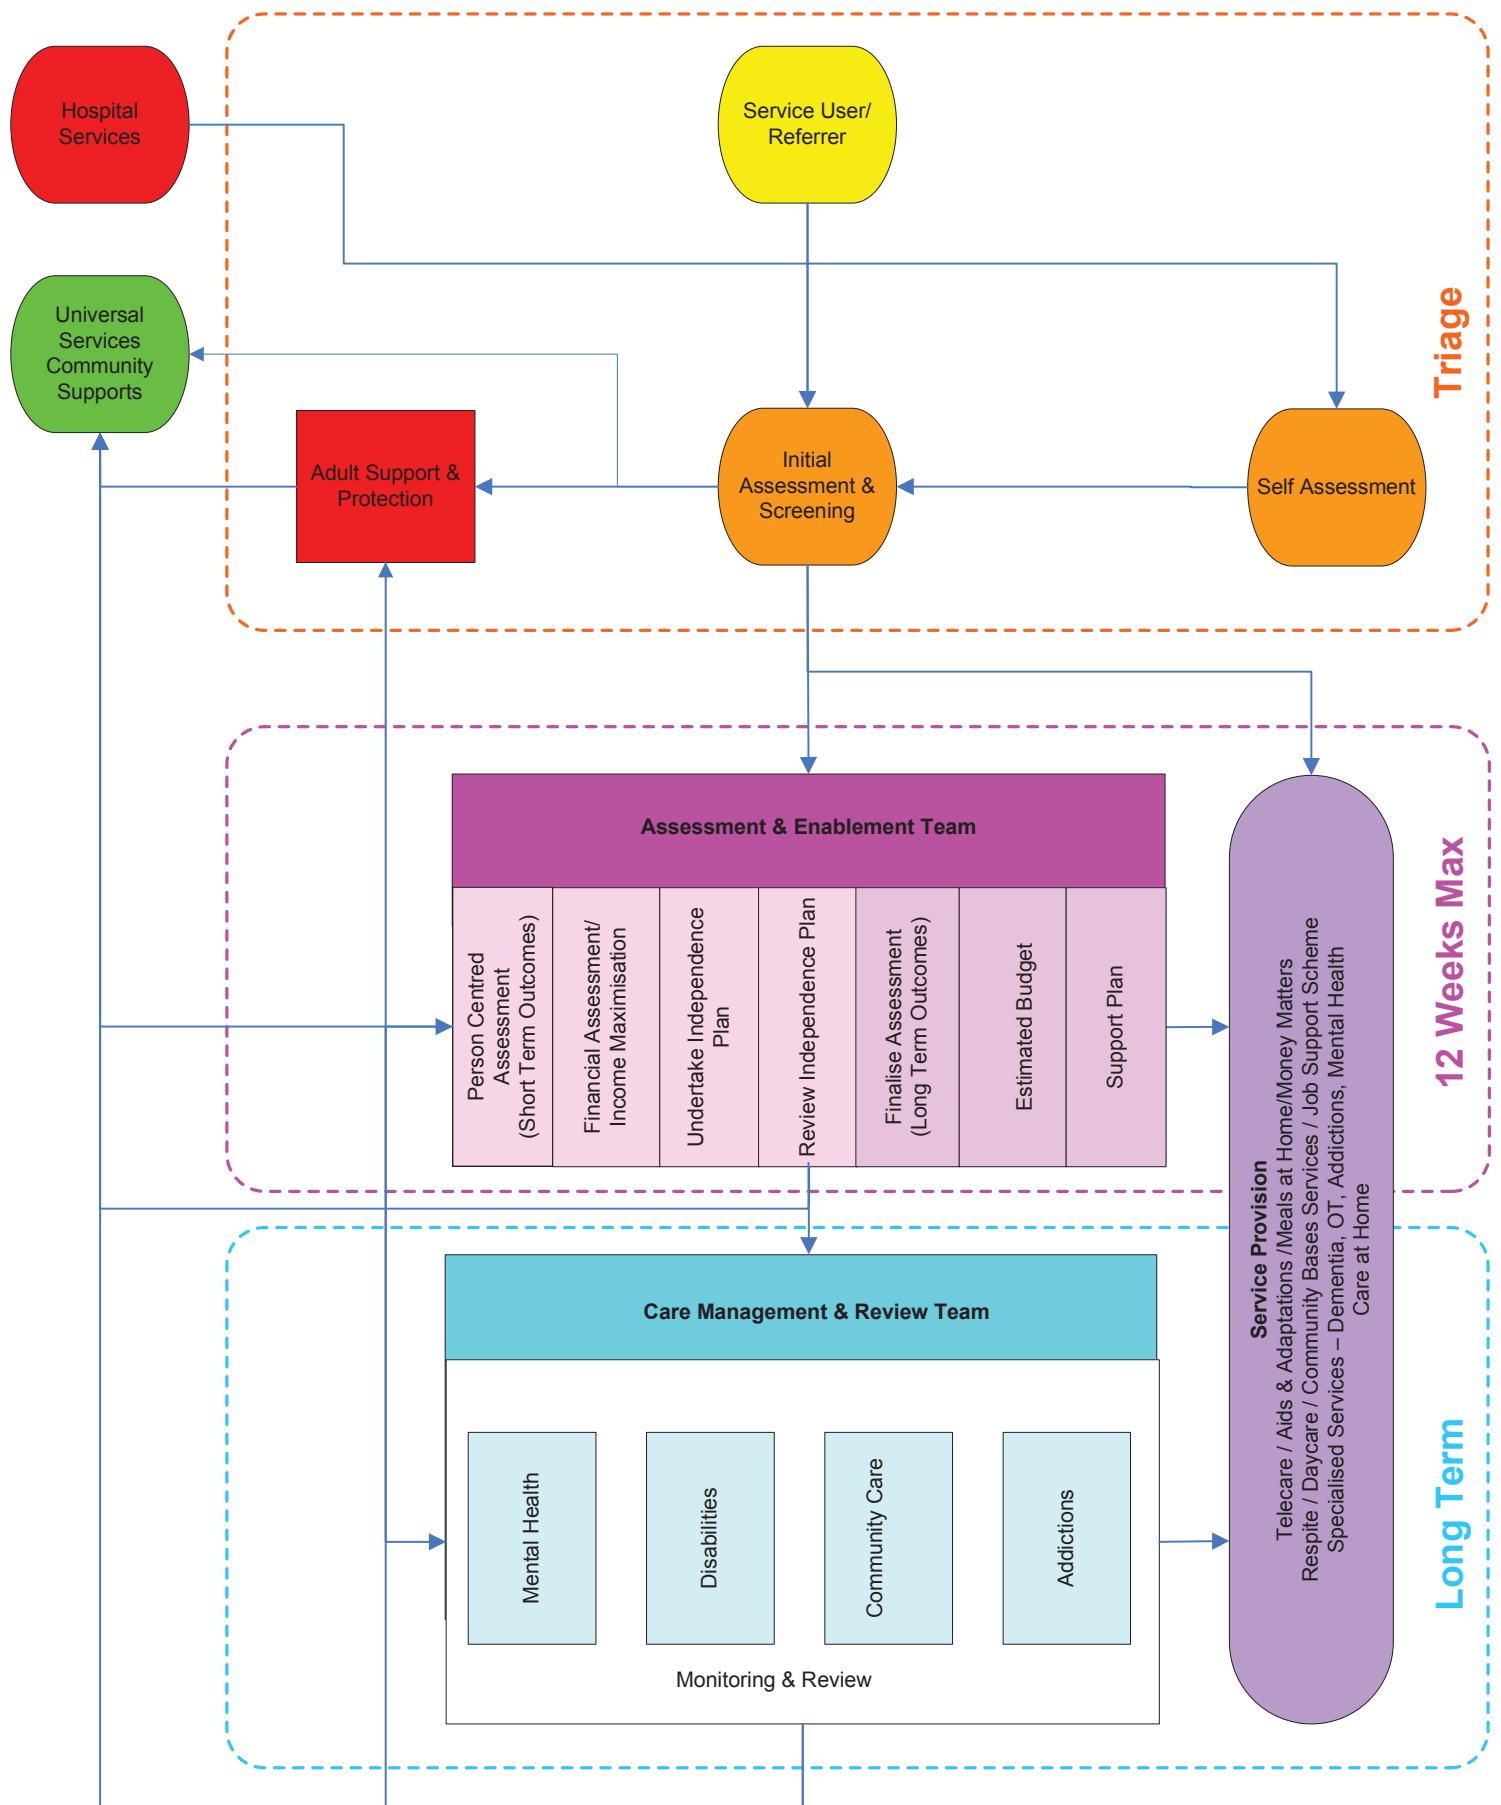 Hospital
Services
Service User/
Referrer
Universal
Services
Community
Supports
Triage
Adult Support &
Protection
Initial
Assessment &
Screening
Self Assessment
Assessment & Enablement Team
12 Weeks Max
Person Centred
Assessment
(Short Term Outcomes)
Financial Assessment/
Income Maximisation
Undertake Independence
Plan
Review Independence Plan
Finalise Assessment
(Long Term Outcomes)
Estimated Budget
Support Plan
Service Provision
Telecare / Aids & Adaptations /Meals at Home/Money Matters
Respite / Daycare / Community Bases Services / Job Support Scheme
Specialised Services – Dementia, OT, Addictions, Mental Health
Care at Home
Care Management & Review Team
Long Term
Mental Health
Disabilities
Community Care
Addictions
Monitoring & Review